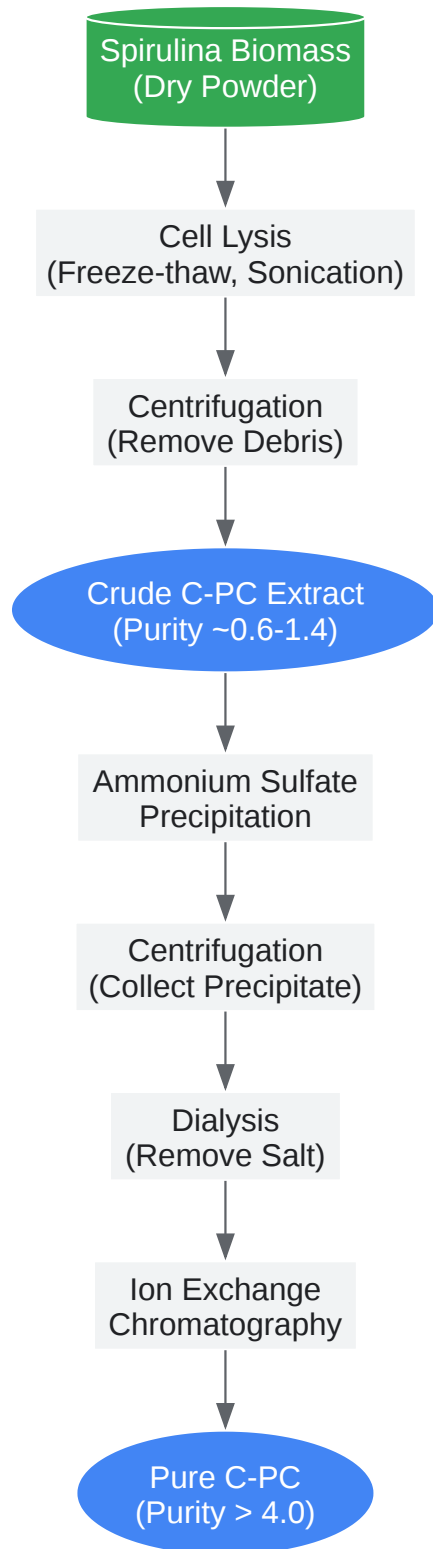 Spirulina Biomass
(Dry Powder)
Cell Lysis
(Freeze-thaw, Sonication)
Centrifugation
(Remove Debris)
Crude C-PC Extract
(Purity ~0.6-1.4)
Ammonium Sulfate
Precipitation
Centrifugation
(Collect Precipitate)
Dialysis
(Remove Salt)
Ion Exchange
Chromatography
Pure C-PC
(Purity > 4.0)